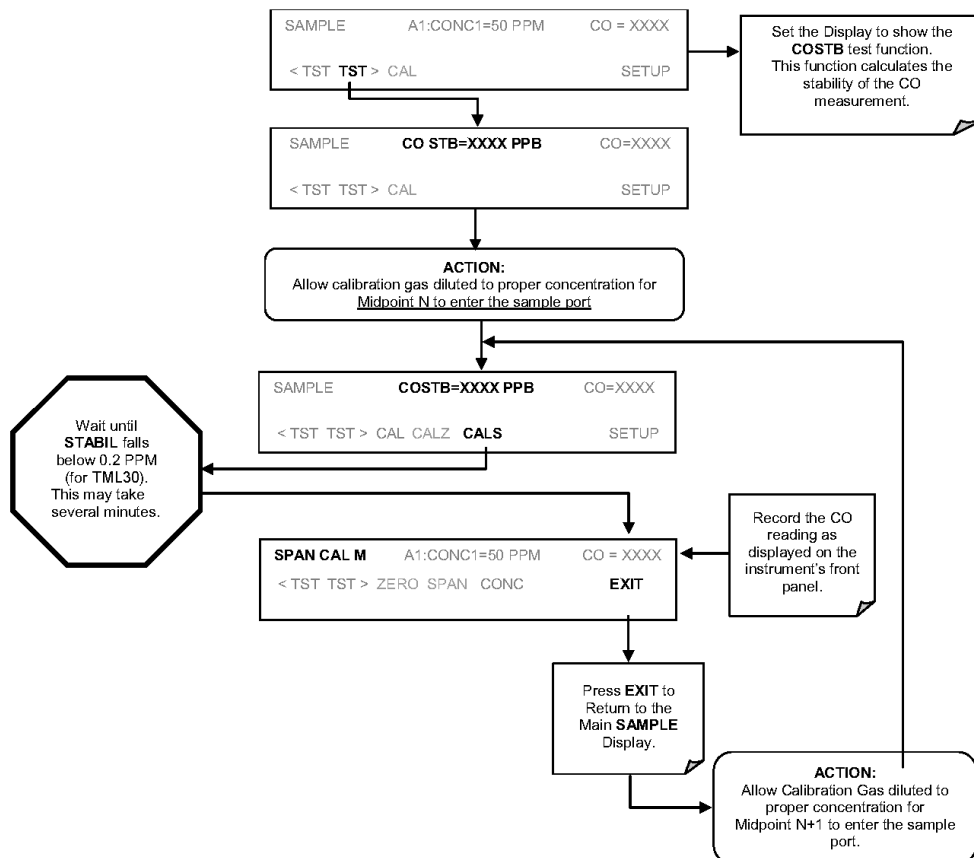 SAMPLE A1:CONC1=50 PPM CO = XXXX
< TST TST > CAL SETUP
Set the Display to show the
COSTB test function.
This function calculates the
stability of the CO
measurement.
SAMPLE CO STB=XXXX PPB CO=XXXX
< TST TST > CAL SETUP
ACTION:
Allow calibration gas diluted to proper concentration for
Midpoint N to enter the sample port
SAMPLE COSTB=XXXX PPB CO=XXXX
< TST TST > CAL CALZ CALS SETUP
Wait until
STABIL falls
below 0.2 PPM
(for TML30).
This may take
several minutes.
SPAN CAL M A1:CONC1=50 PPM CO = XXXX
< TST TST > ZERO SPAN CONC EXIT
Record the CO
reading as
displayed on the
instrument's front
panel.
Press EXIT to
Return to the
Main SAMPLE
Display.
ACTION:
Allow Calibration Gas diluted to
proper concentration for
Midpoint N+1 to enter the sample
port.